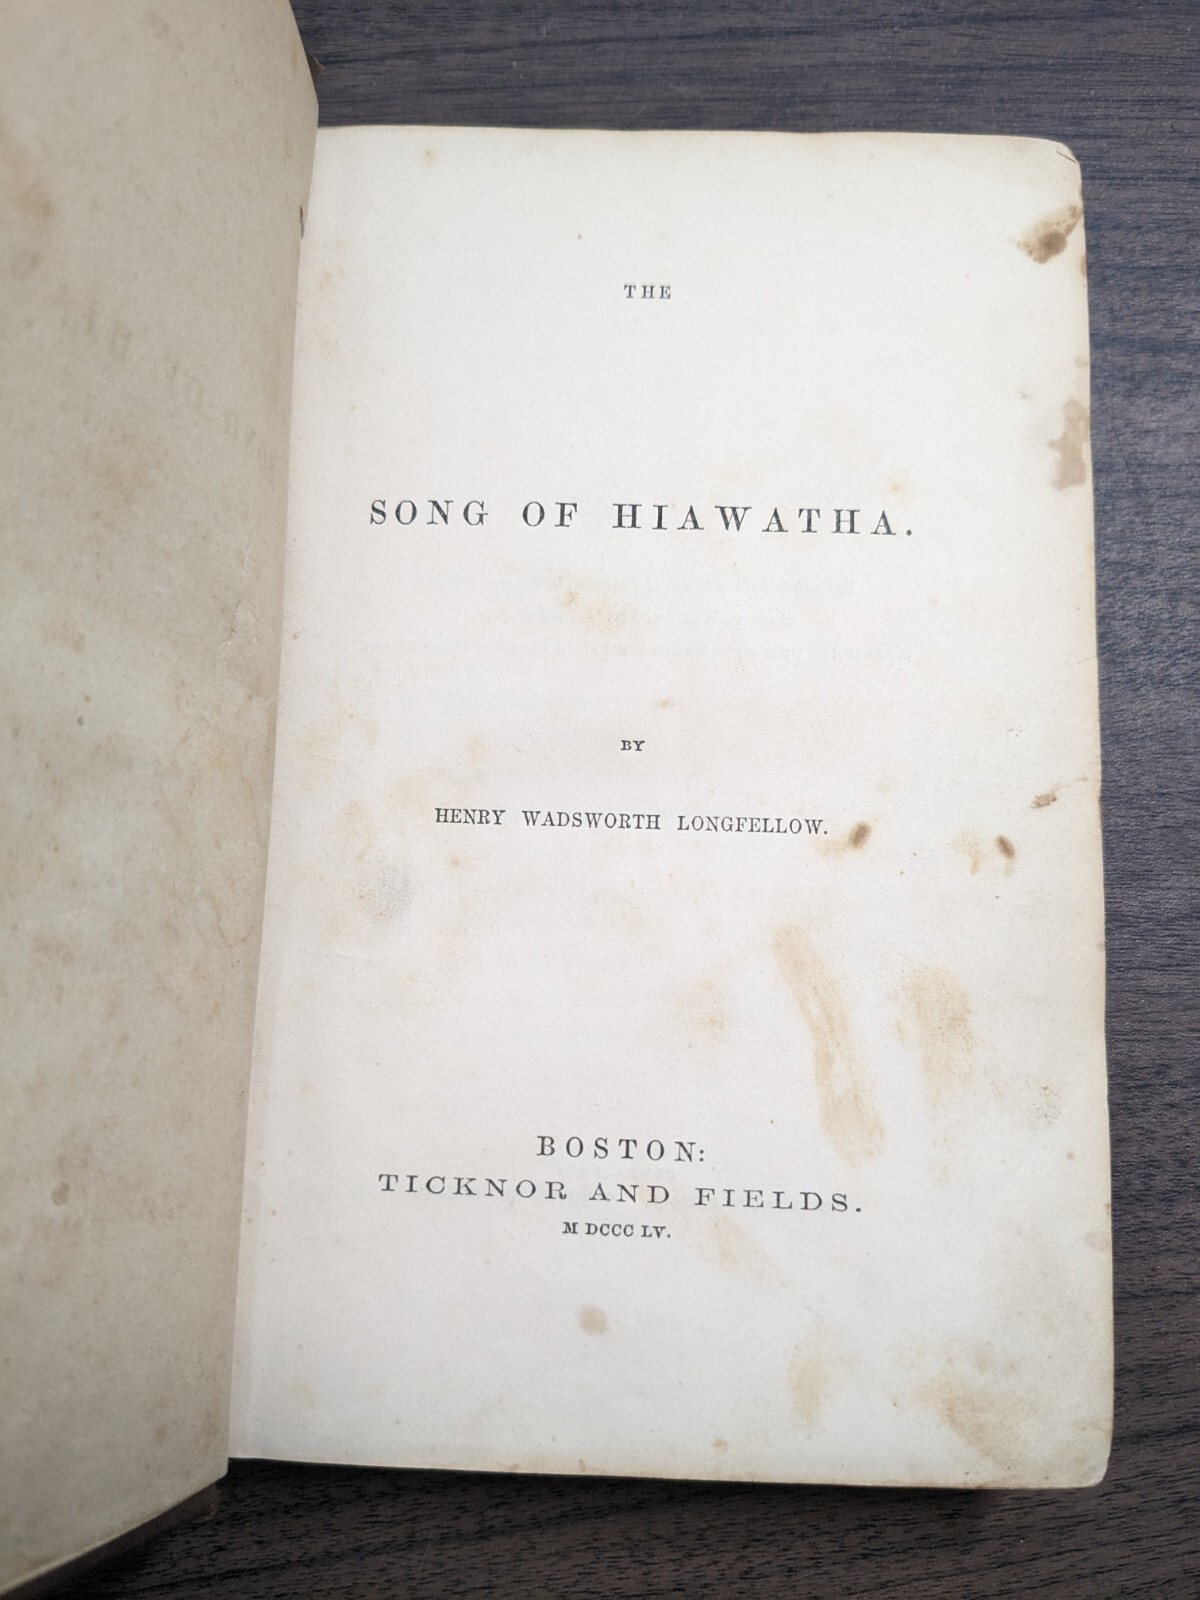 THE
SONG OF HIAWATHA.
BY
HENRY WADSWORTH LONGFELLOW.
BOSTON:
TICKNOR AND FIELDS.
M DCCC LV.